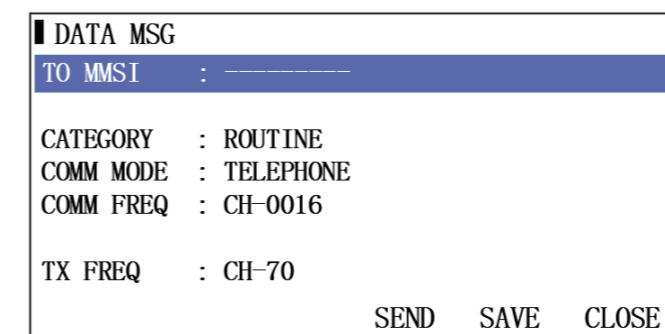 DATA MSG
TO MMSI : ---------
CATEGORY : ROUTINE
COMM MODE : TELEPHONE
COMM FREQ : CH-0016
TX FREQ : CH-70
SEND SAVE CLOSE